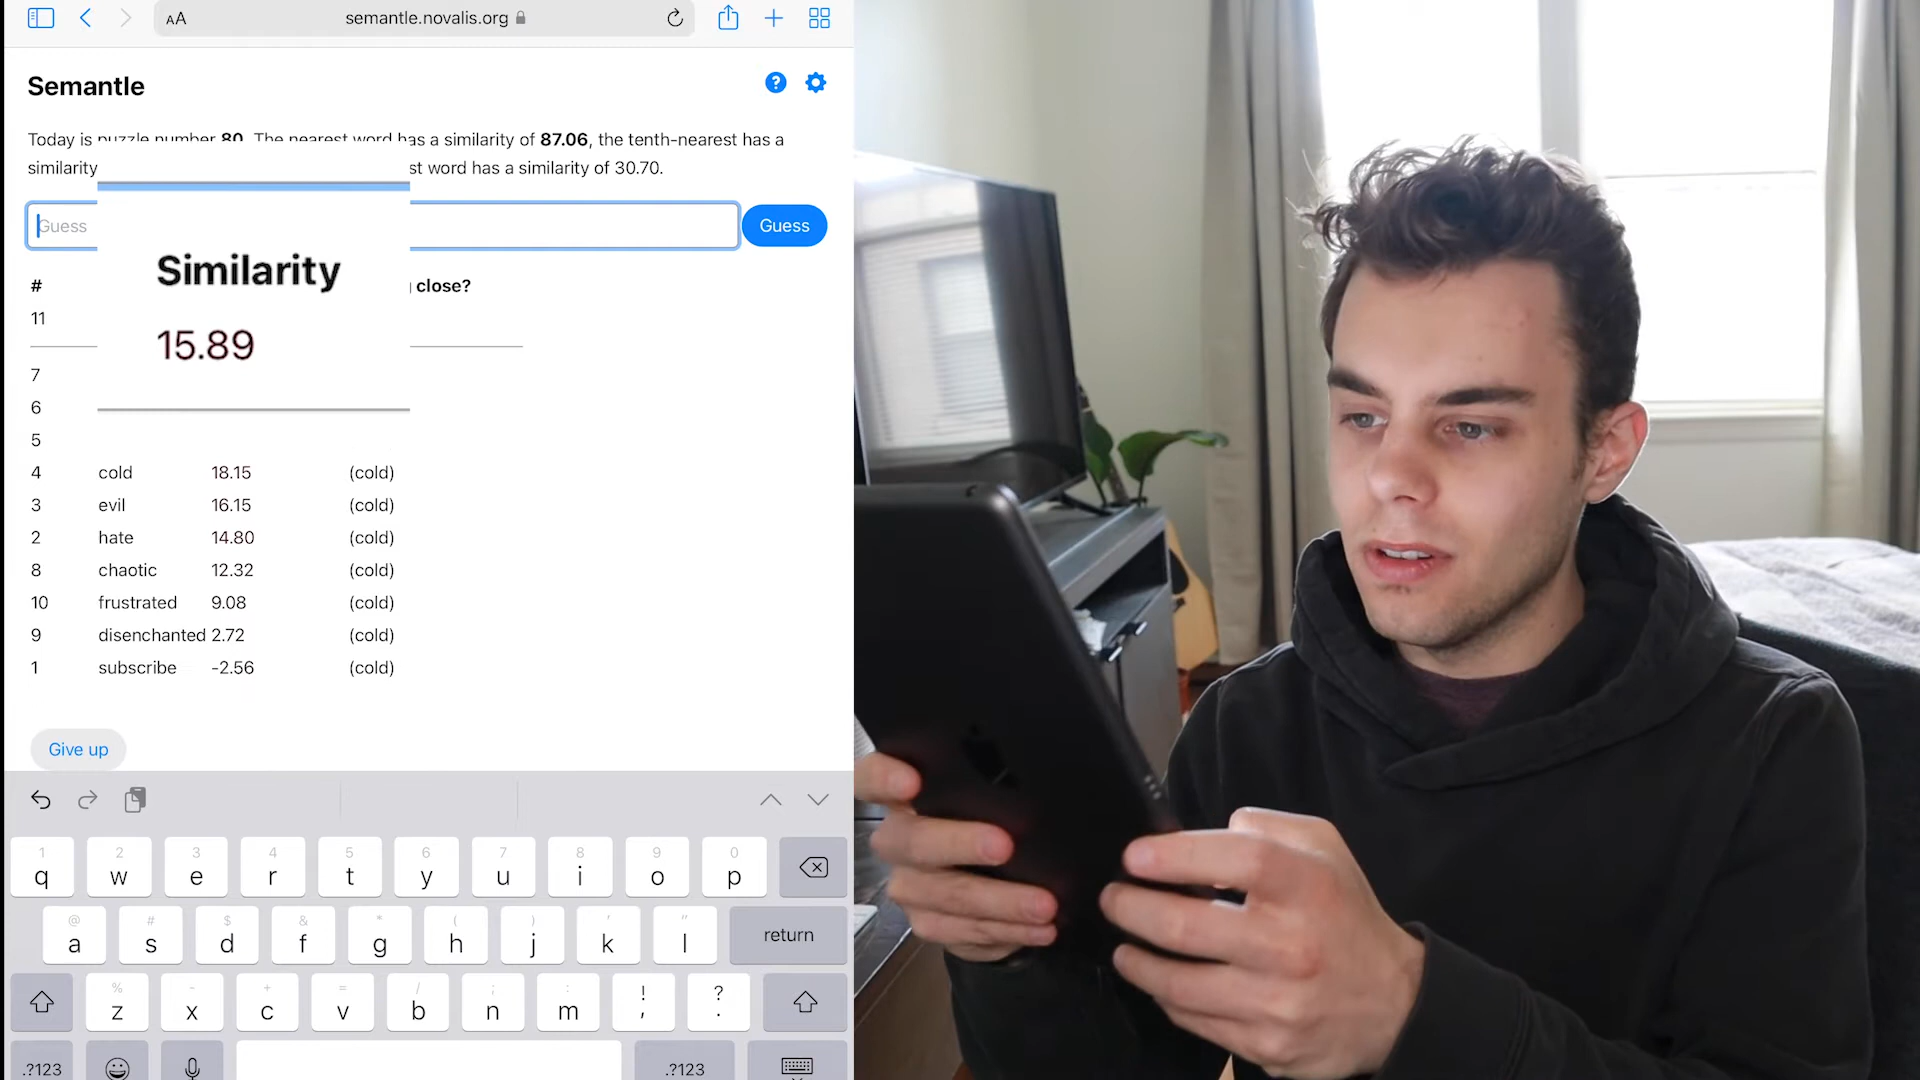 AA semantle.novalis.org
Semantle
Today is puzzle number 80. The nearest word has a similarity of 87.06, the tenth-nearest has a
similarity st word has a similarity of 30.70.
Guess Guess
Similarity
# close?
11
15.89
7
6
5
4 cold 18.15 (cold)
3 evil 16.15 (cold)
2 hate 14.80 (cold)
8 chaotic 12.32 (cold)
10 frustrated 9.08 (cold)
9 disenchanted 2.72 (cold)
1 subscribe -2.56 (cold)
Give up
1 2 3 4 5 6 7 8 9 0
q w e r t y u i o p
@ # $ & * ( ) ' "
a s d f g h j k l return
% - + = / ; : ! ?
z x c v b n m , .
.?123 .?123